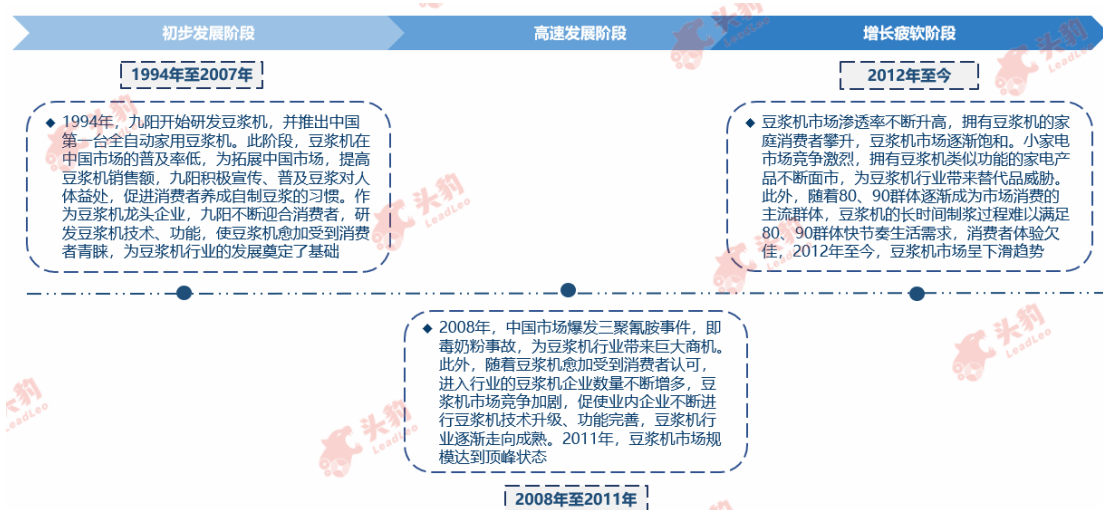 初步发展阶段
高速发展阶段
增长疲软阶段
1994年至2007年
◆ 1994年，九阳开始研发豆浆机，并推出中国
第一台全自动家用豆浆机。此阶段，豆浆机在
中国市场的普及率低，为拓展中国市场，提高
豆浆机销售额，九阳积极宣传、普及豆浆对人
体益处，促进消费者养成自制豆浆的习惯。作
为豆浆机龙头企业，九阳不断迎合消费者，研
发豆浆机技术、功能，使豆浆机愈加受到消费
者青睐，为豆浆机行业的发展奠定了基础
◆ 2008年，中国市场爆发三聚氰胺事件，即
毒奶粉事故，为豆浆机行业带来巨大商机。
此外，随着豆浆机愈加受到消费者认可，
进入行业的豆浆机企业数量不断增多，豆
浆机市场竞争加剧，促使业内企业不断进
行豆浆机技术升级、功能完善，豆浆机行
业逐渐走向成熟。2011年，豆浆机市场规
模达到顶峰状态
2008年至2011年
2012年至今
◆ 豆浆机市场渗透率不断升高，拥有豆浆机的家
庭消费者攀升，豆浆机市场逐渐饱和。小家电
市场竞争激烈，拥有豆浆机类似功能的家电产
品不断面市，为豆浆机行业带来替代品威胁。
此外，随着80、90群体逐渐成为市场消费的
主流群体，豆浆机的长时间制浆过程难以满足
80、90群体快节奏生活需求，消费者体验欠
佳，2012年至今，豆浆机市场呈下滑趋势
头豹
LeadLeo
头豹
LeadLeo
头豹
LeadLeo
头豹
LeadLeo
头豹
LeadLeo
头豹
LeadLeo